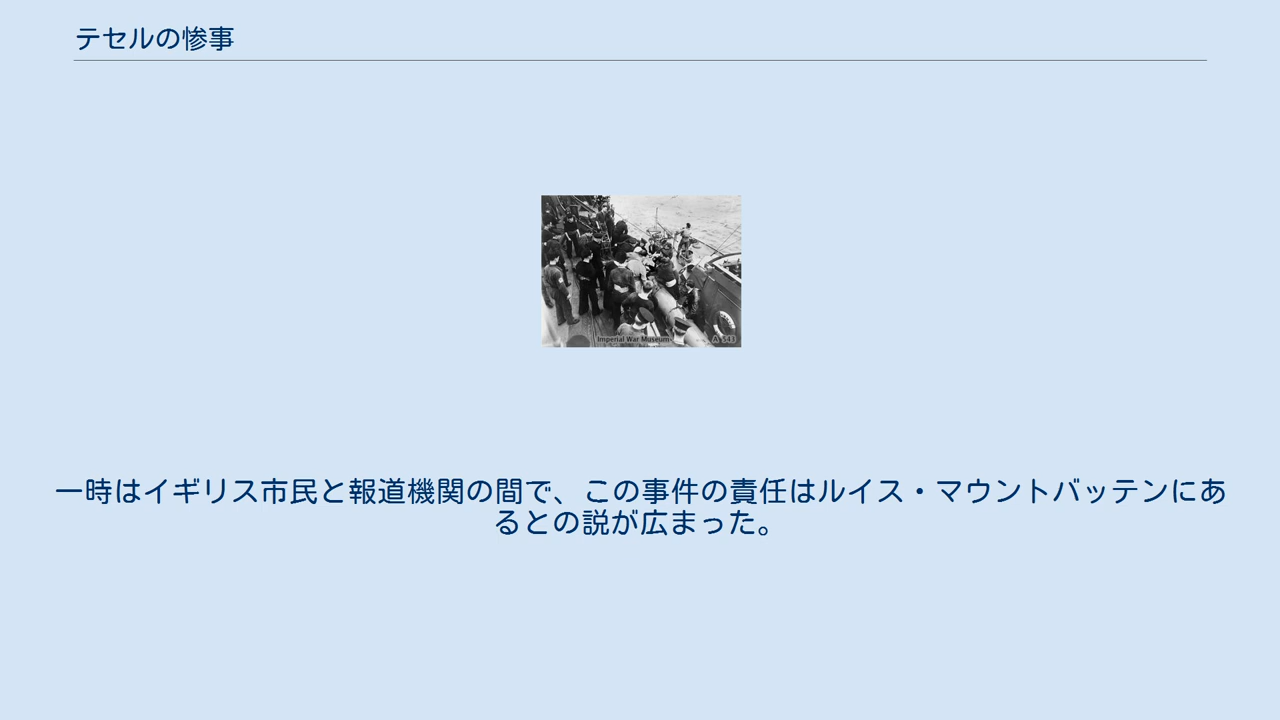 テセルの惨事
Imperial War Museum
A 543
一時はイギリス市民と報道機関の間で、この事件の責任はルイス・マウントバッテンにあ
るとの説が広まった。